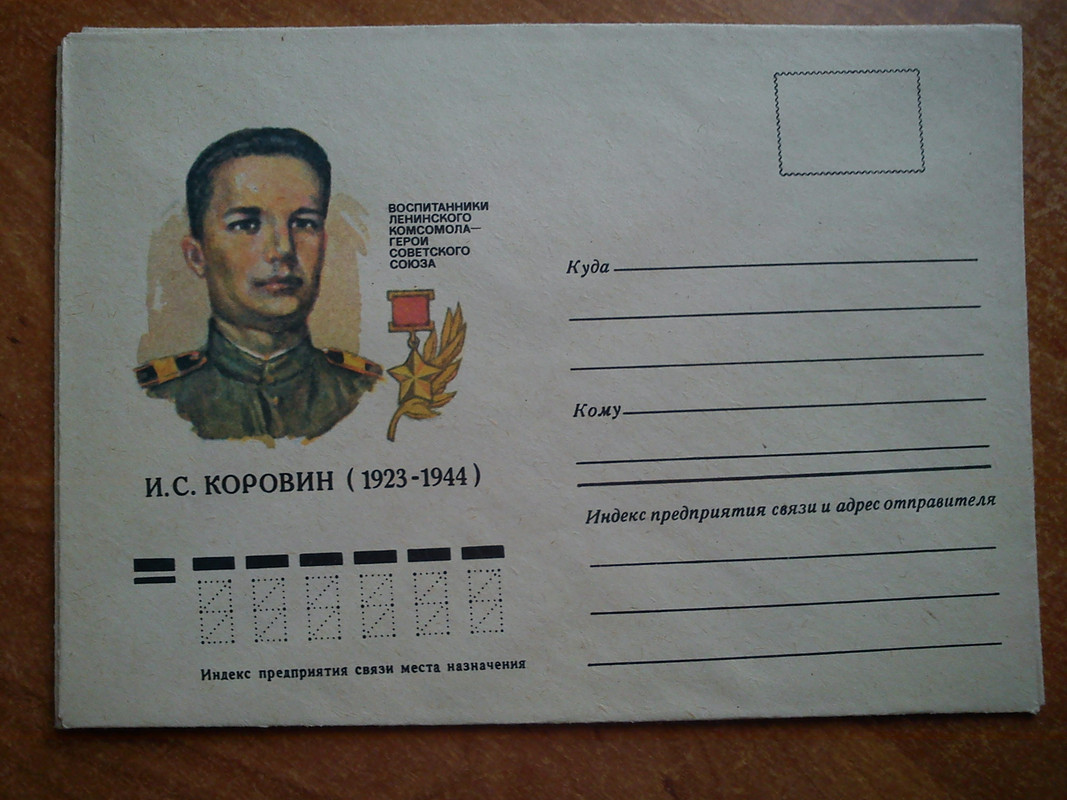 ВОСПИТАННИКИ
ЛЕНИНСКОГО
КОМСОМОЛА—
ГЕРОИ
СОВЕТСКОГО
СОЮЗА
И.С. КОРОВИН (1923-1944)
Куда
Кому
Индекс предприятия связи и адрес отправителя
Индекс предприятия связи места назначения